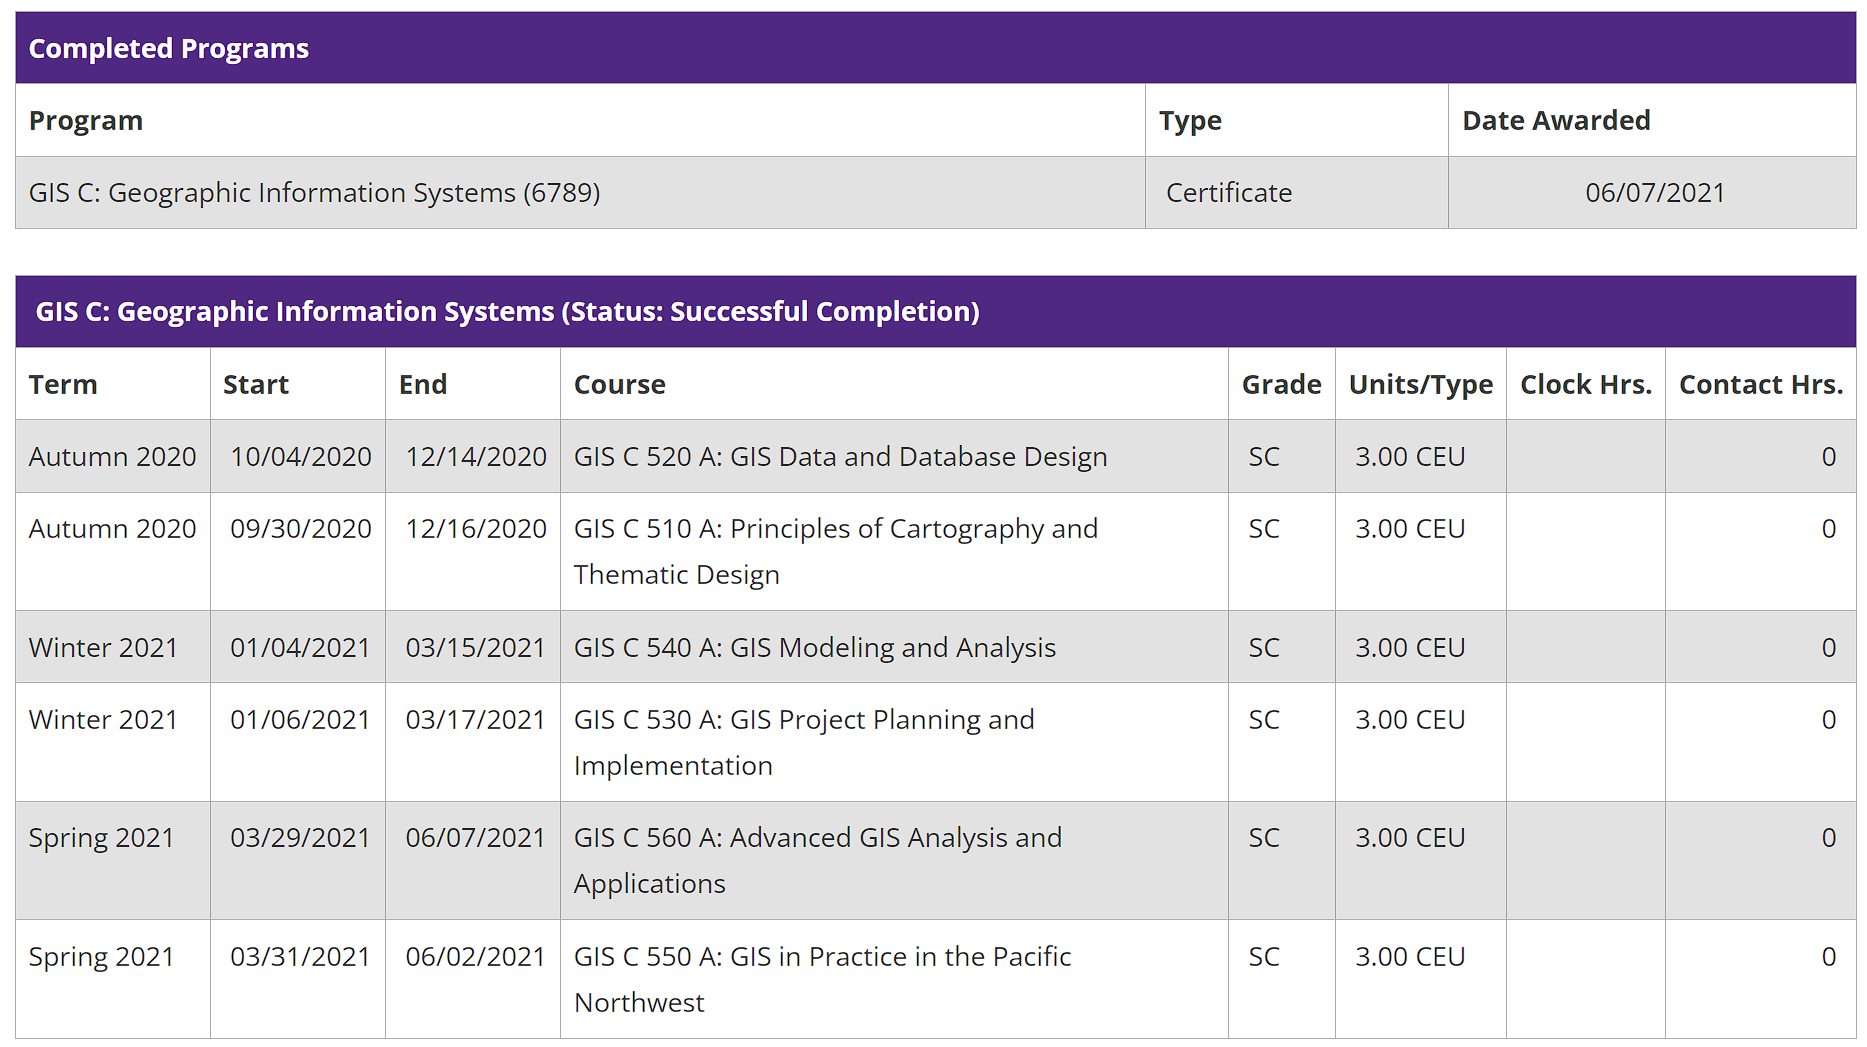 Completed Programs
Program Type Date Awarded
GIS C: Geographic Information Systems (6789) Certificate 06/07/2021
GIS C: Geographic Information Systems (Status: Successful Completion)
Term Start End Course Grade Units/Type Clock Hrs. Contact Hrs.
Autumn 2020 10/04/2020 12/14/2020 GIS C 520 A: GIS Data and Database Design SC 3.00 CEU 0
Autumn 2020 09/30/2020 12/16/2020 GIS C 510 A: Principles of Cartography and SC 3.00 CEU 0
Thematic Design
Winter 2021 01/04/2021 03/15/2021 GIS C 540 A: GIS Modeling and Analysis SC 3.00 CEU 0
Winter 2021 01/06/2021 03/17/2021 GIS C 530 A: GIS Project Planning and SC 3.00 CEU 0
Implementation
Spring 2021 03/29/2021 06/07/2021 GIS C 560 A: Advanced GIS Analysis and SC 3.00 CEU 0
Applications
Spring 2021 03/31/2021 06/02/2021 GIS C 550 A: GIS in Practice in the Pacific SC 3.00 CEU 0
Northwest